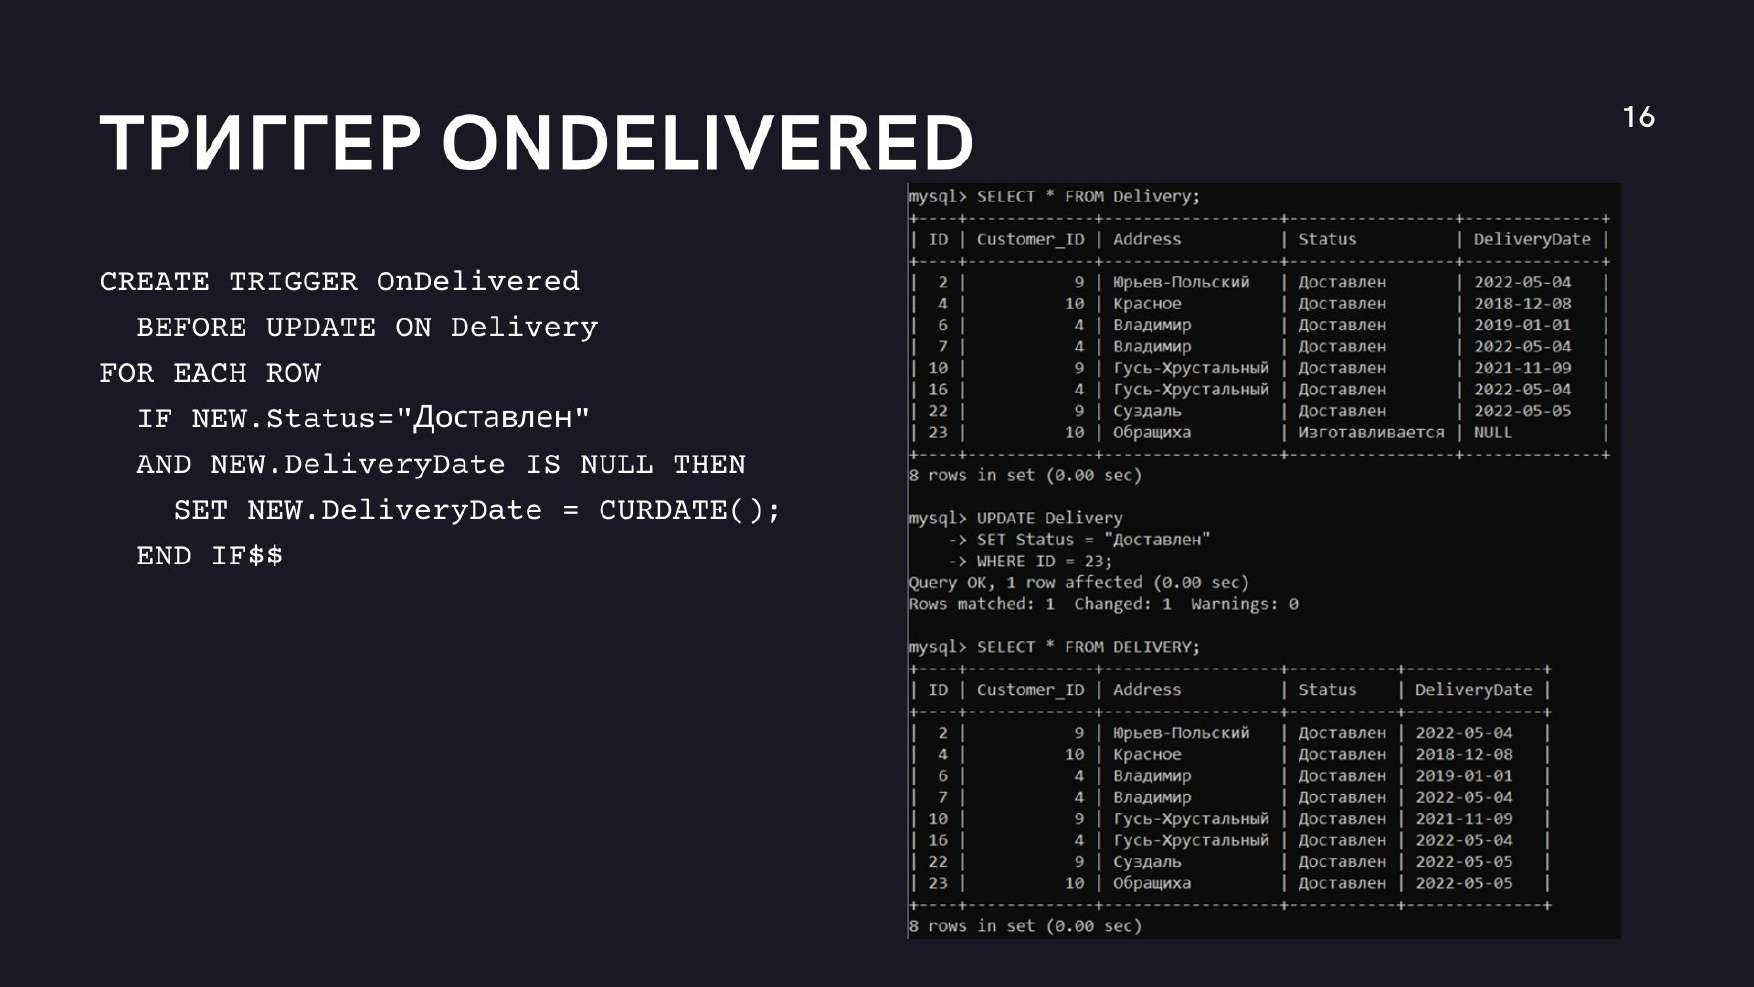 ТРИГГЕР ONDELIVERED
16
CREATE TRIGGER OnDelivered
  BEFORE UPDATE ON Delivery
FOR EACH ROW
  IF NEW.Status="Доставлен"
  AND NEW.DeliveryDate IS NULL THEN
    SET NEW.DeliveryDate = CURDATE();
  END IF$$
mysql> SELECT * FROM Delivery;
+----+-------------+------------------+-----------------+--------------+
| ID | Customer_ID | Address          | Status          | DeliveryDate |
+----+-------------+------------------+-----------------+--------------+
|  2 |           9 | Юрьев-Польский   | Доставлен       | 2022-05-04   |
|  4 |          10 | Красное          | Доставлен       | 2018-12-08   |
|  6 |           4 | Владимир         | Доставлен       | 2019-01-01   |
|  7 |           4 | Владимир         | Доставлен       | 2022-05-04   |
| 10 |           9 | Гусь-Хрустальный | Доставлен       | 2021-11-09   |
| 16 |           4 | Гусь-Хрустальный | Доставлен       | 2022-05-04   |
| 22 |           9 | Суздаль          | Доставлен       | 2022-05-05   |
| 23 |          10 | Обращиха         | Изготавливается | NULL         |
+----+-------------+------------------+-----------------+--------------+
8 rows in set (0.00 sec)
mysql> UPDATE Delivery
    -> SET Status = "Доставлен"
    -> WHERE ID = 23;
Query OK, 1 row affected (0.00 sec)
Rows matched: 1  Changed: 1  Warnings: 0
mysql> SELECT * FROM DELIVERY;
+----+-------------+------------------+-----------+--------------+
| ID | Customer_ID | Address          | Status    | DeliveryDate |
+----+-------------+------------------+-----------+--------------+
|  2 |           9 | Юрьев-Польский   | Доставлен | 2022-05-04   |
|  4 |          10 | Красное          | Доставлен | 2018-12-08   |
|  6 |           4 | Владимир         | Доставлен | 2019-01-01   |
|  7 |           4 | Владимир         | Доставлен | 2022-05-04   |
| 10 |           9 | Гусь-Хрустальный | Доставлен | 2021-11-09   |
| 16 |           4 | Гусь-Хрустальный | Доставлен | 2022-05-04   |
| 22 |           9 | Суздаль          | Доставлен | 2022-05-05   |
| 23 |          10 | Обращиха         | Доставлен | 2022-05-05   |
+----+-------------+------------------+-----------+--------------+
8 rows in set (0.00 sec)